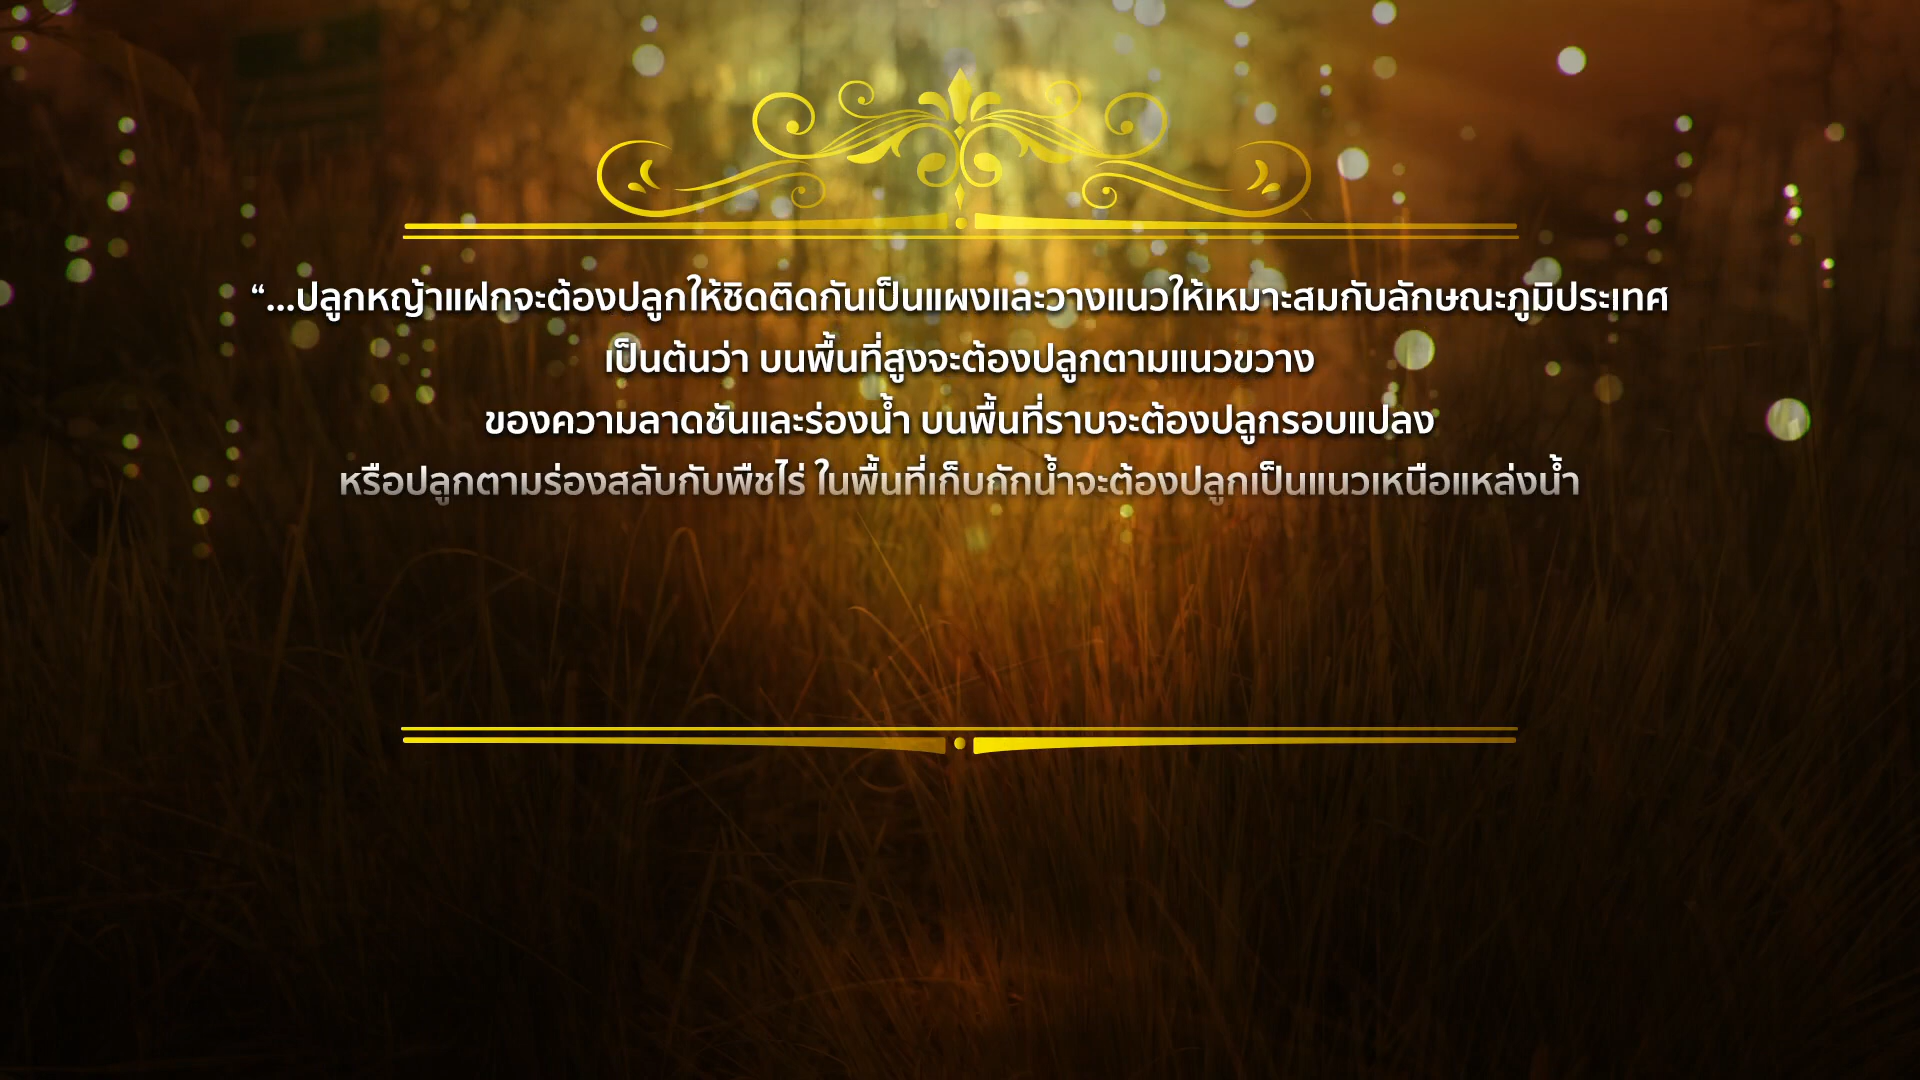 “...ปลูกหญ้าแฝกจะต้องปลูกให้ชิดติดกันเป็นแผงและวางแนวให้เหมาะสมกับลักษณะภูมิประเทศ
เป็นต้นว่า บนพื้นที่สูงจะต้องปลูกตามแนวขวาง
ของความลาดชันและร่องน้ำ บนพื้นที่ราบจะต้องปลูกรอบแปลง
หรือปลูกตามร่องสลับกับพืชไร่ ในพื้นที่เก็บกักน้ำจะต้องปลูกเป็นแนวเหนือแหล่งน้ำ